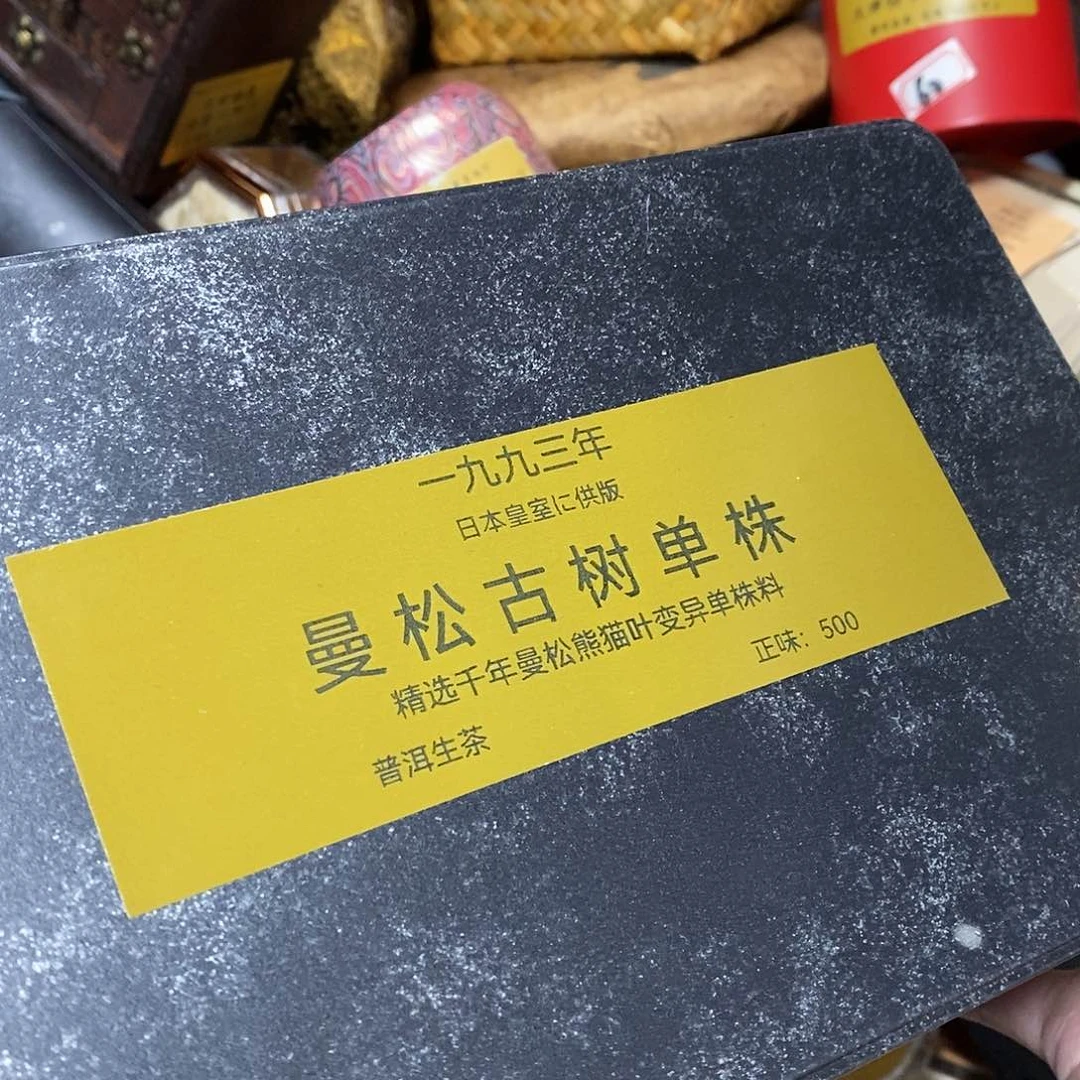 一九九三年
日本皇室に供版
曼松古树单株
精选千年曼松熊猫叶变异单株料
正味: 500
普洱生茶